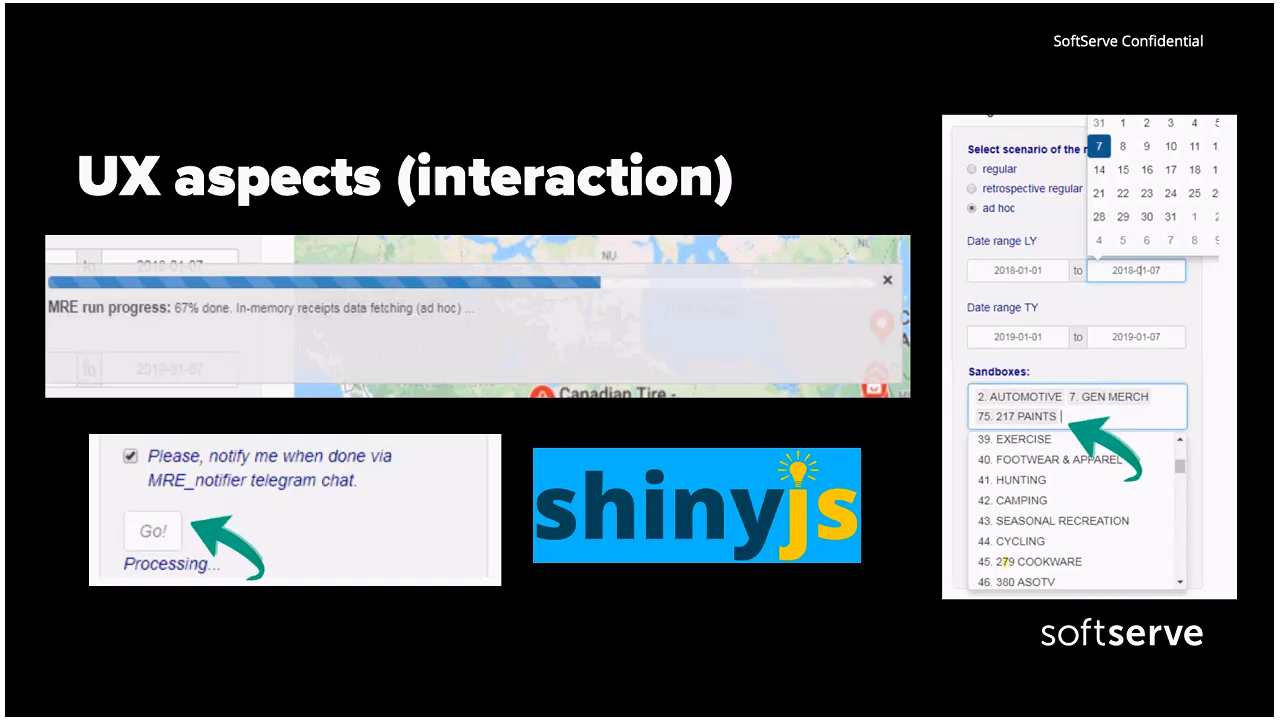 SoftServe Confidential
UX aspects (interaction)
to
2018-01-07
NU
MRE run progress: 67% done. In-memory receipts data fetching (ad hoc) ...
to
2019-01-07
Canadian Tire -
Please, notify me when done via
MRE_notifier telegram chat.
Go!
Processing...
shinyjs
31 1 2 3 4
Select scenario of the
7 8 9 10 11
regular
14 15 16 17 18
retrospective regular
21 22 23 24 25
ad hoc
28 29 30 31 1
Date range LY
4 5 6 7 8
2018-01-01 to 2018-01-07
Date range TY
2019-01-01 to 2019-01-07
Sandboxes:
2. AUTOMOTIVE 7. GEN MERCH
75. 217 PAINTS
39. EXERCISE
40. FOOTWEAR & APPAREL
41. HUNTING
42. CAMPING
43. SEASONAL RECREATION
44. CYCLING
45. 279 COOKWARE
46. 380 ASOTV
softserve